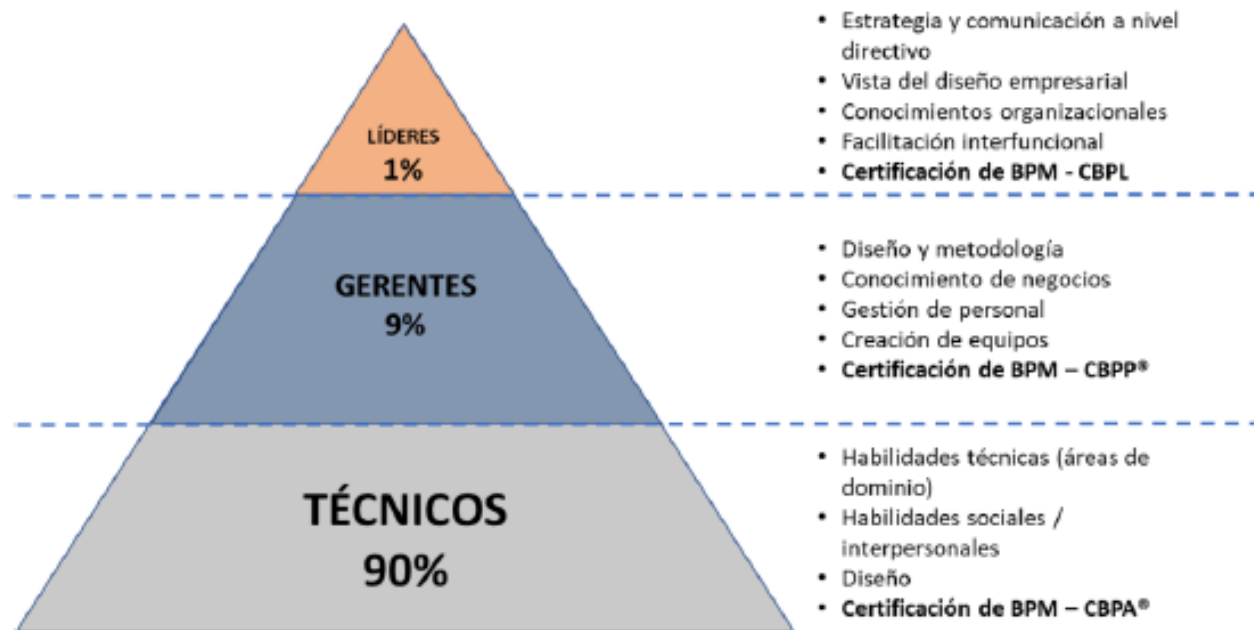 • Estrategia y comunicación a nivel
directivo
• Vista del diseño empresarial
• Conocimientos organizacionales
• Facilitación interfuncional
• Certificación de BPM - CBPL
LÍDERES
1%
• Diseño y metodología
• Conocimiento de negocios
• Gestión de personal
• Creación de equipos
• Certificación de BPM – CBPP®
GERENTES
9%
• Habilidades técnicas (áreas de
dominio)
• Habilidades sociales /
interpersonales
• Diseño
• Certificación de BPM – CBPA®
TÉCNICOS
90%